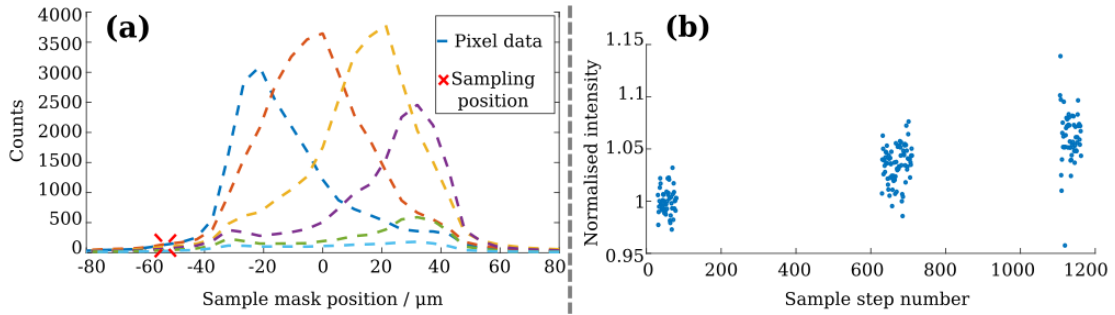 (a)
4000
3500
3000
2500
2000
1500
1000
500
0
Counts
Pixel data
Sampling
position
-80 -60 -40 -20 0 20 40 60 80
Sample mask position / μm
(b)
1.15
1.1
1.05
1
0.95
Normalised intensity
0 200 400 600 800 1000 1200
Sample step number